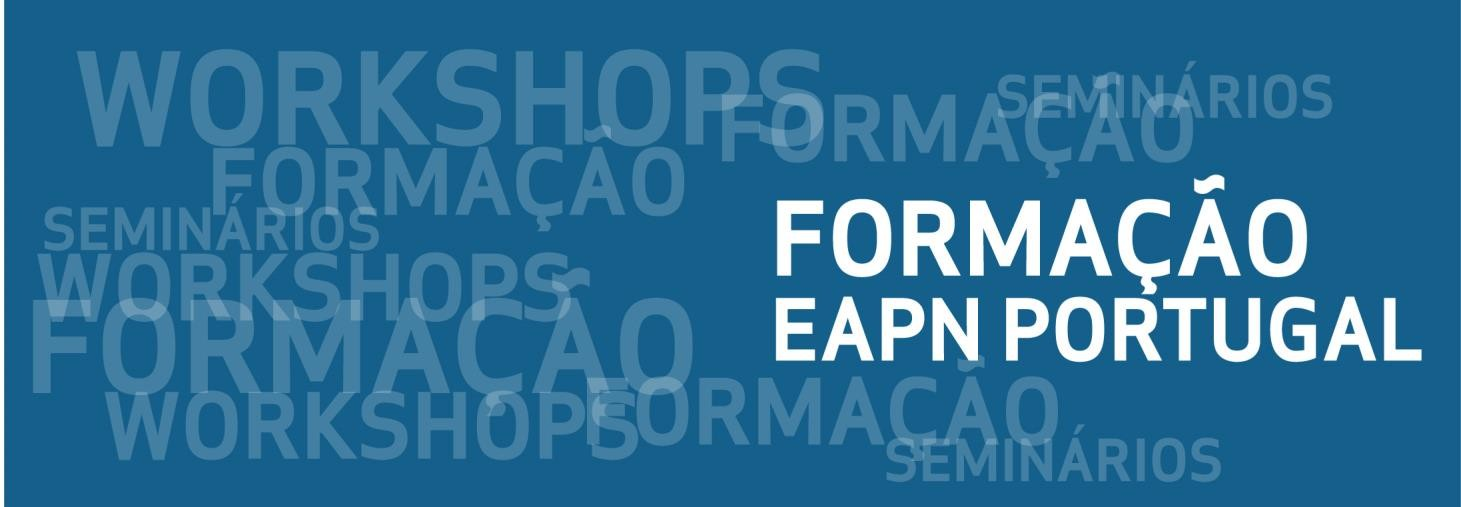 WORKSHOPS
SEMINÁRIOS
FORMAÇÃO
FORMAÇÃO
SEMINÁRIOS
FORMAÇÃO
WORKSHOPS
EAPN PORTUGAL
FORMAÇÃO
WORKSHOPS
FORMAÇÃO
SEMINÁRIOS